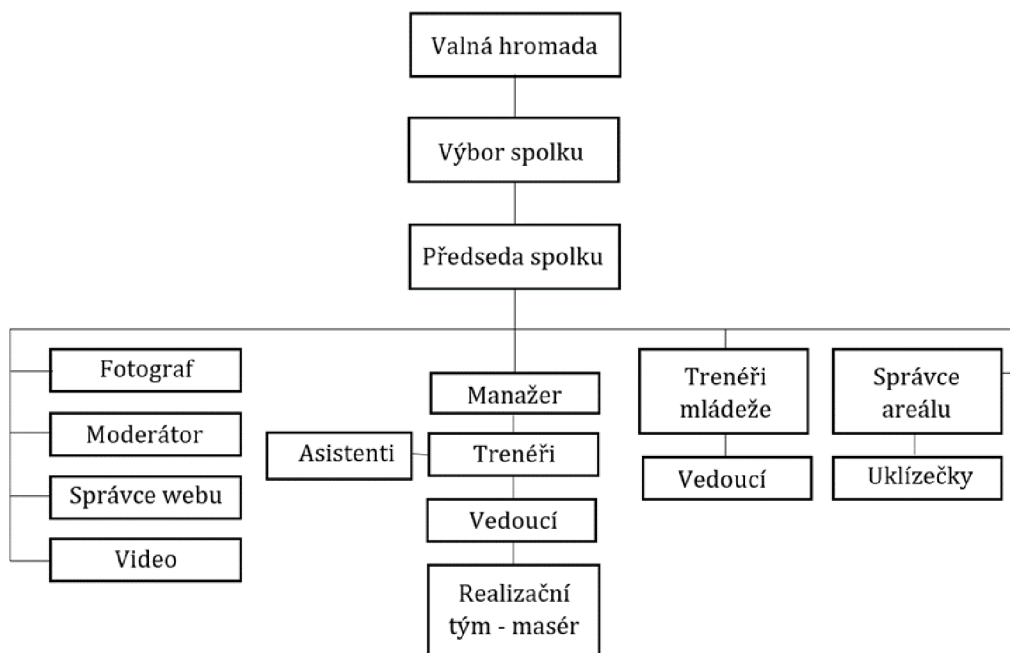 Valná hromada
Výbor spolku
Předseda spolku
Fotograf
Moderátor
Správce webu
Video
Manažer
Asistenti
Trenéři
Vedoucí
Realizační
tým - masér
Trenéři
mládeže
Vedoucí
Správce
areálu
Uklízečky